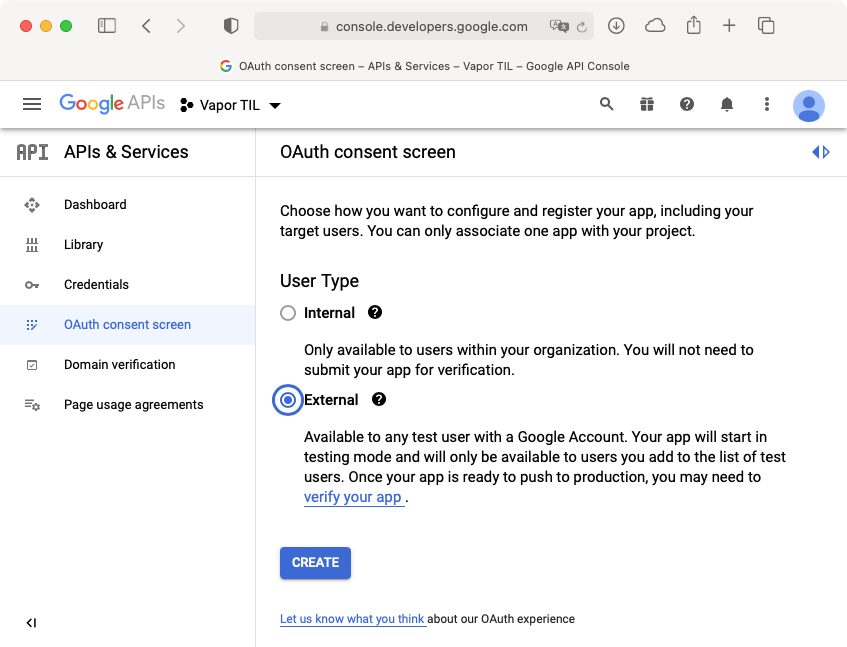 console.developers.google.com
OAuth consent screen – APIs & Services – Vapor TIL – Google API Console
Google APIs
Vapor TIL
API APIs & Services
OAuth consent screen
Dashboard
Library
Credentials
OAuth consent screen
Domain verification
Page usage agreements
Choose how you want to configure and register your app, including your
target users. You can only associate one app with your project.
User Type
Internal
Only available to users within your organization. You will not need to
submit your app for verification.
External
Available to any test user with a Google Account. Your app will start in
testing mode and will only be available to users you add to the list of test
users. Once your app is ready to push to production, you may need to
verify your app .
CREATE
Let us know what you think about our OAuth experience